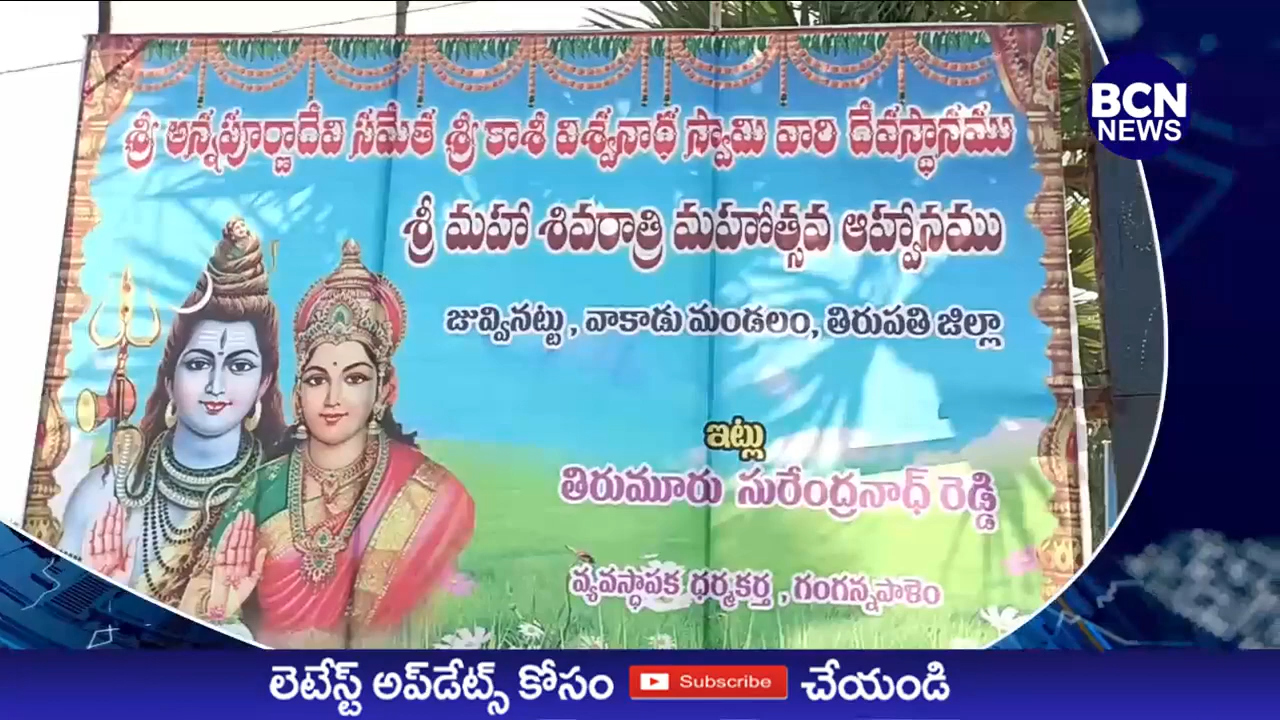 శ్రీ అన్నపూర్ణాదేవి సమేత శ్రీ కాశీ విశ్వనాథ స్వామి వారి దేవస్థానము
BCN
NEWS
శ్రీ మహా శివరాత్రి మహోత్సవ ఆహ్వానము
జువ్వినట్టు, వాకాడు మండలం, తిరుపతి జిల్లా
ఇట్లు
తిరుమూరు సురేంద్రనాధ్ రెడ్డి
వ్యవస్థాపక ధర్మకర్త, గంగన్నపాళెం
లెటేస్ట్ అప్‌డేట్స్ కోసం Subscribe చేయండి